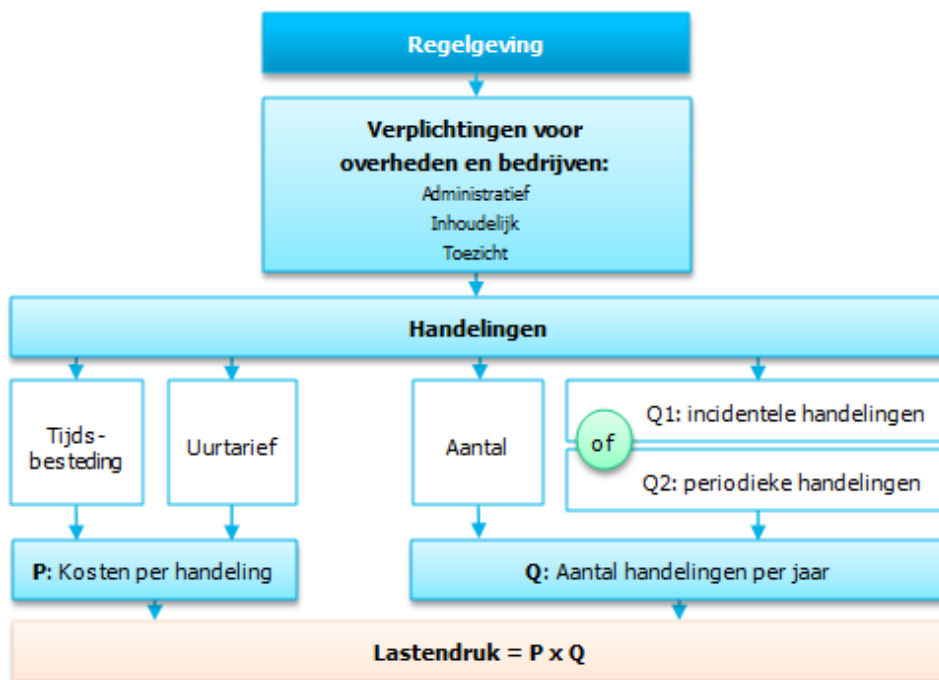 Regelgeving
Verplichtingen voor
overheden en bedrijven:
Administratief
Inhoudelijk
Toezicht
Handelingen
Tijds-
besteding
Uurtarief
Aantal
Q1: incidentele handelingen
of
Q2: periodieke handelingen
P: Kosten per handeling
Q: Aantal handelingen per jaar
Lastendruk = P x Q